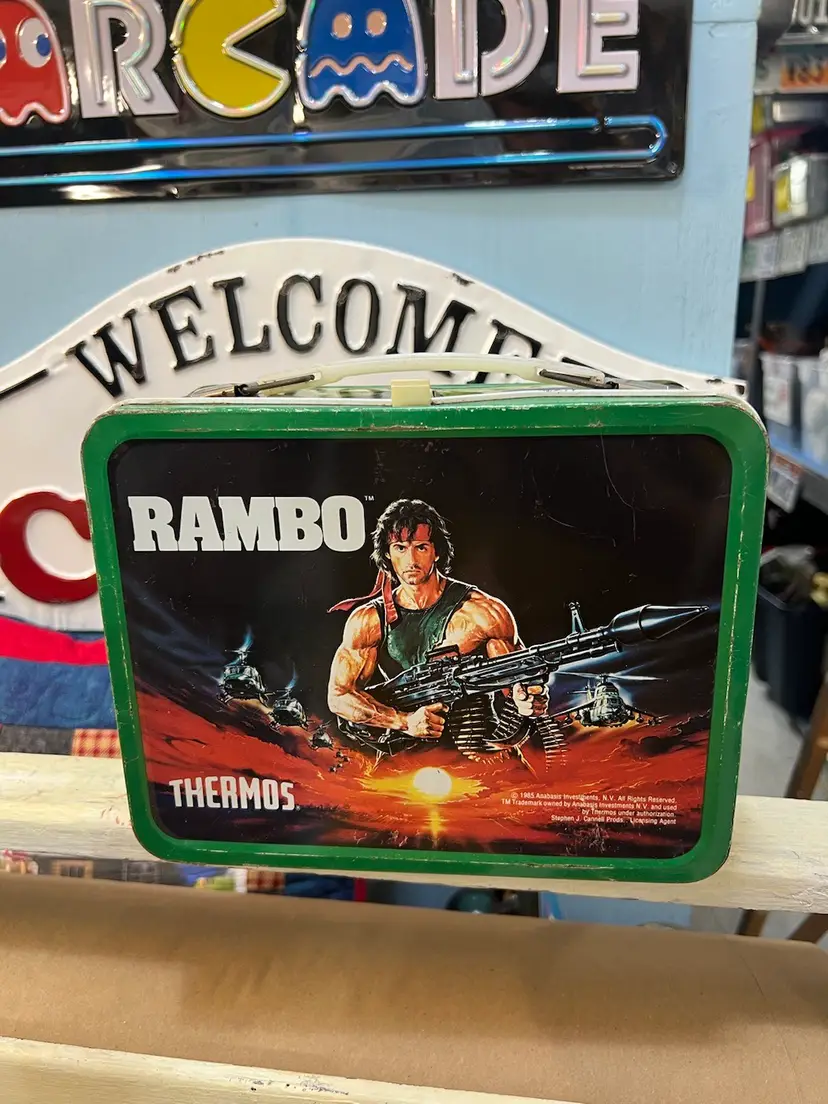 ARCADE
WELCOME
RAMBO™
THERMOS®
© 1985 Anabasis Investments, N.V. All Rights Reserved.
TM Trademark owned by Anabasis Investments N.V. and used
by Thermos under authorization.
Stephen J. Cannell Prods. Licensing Agent